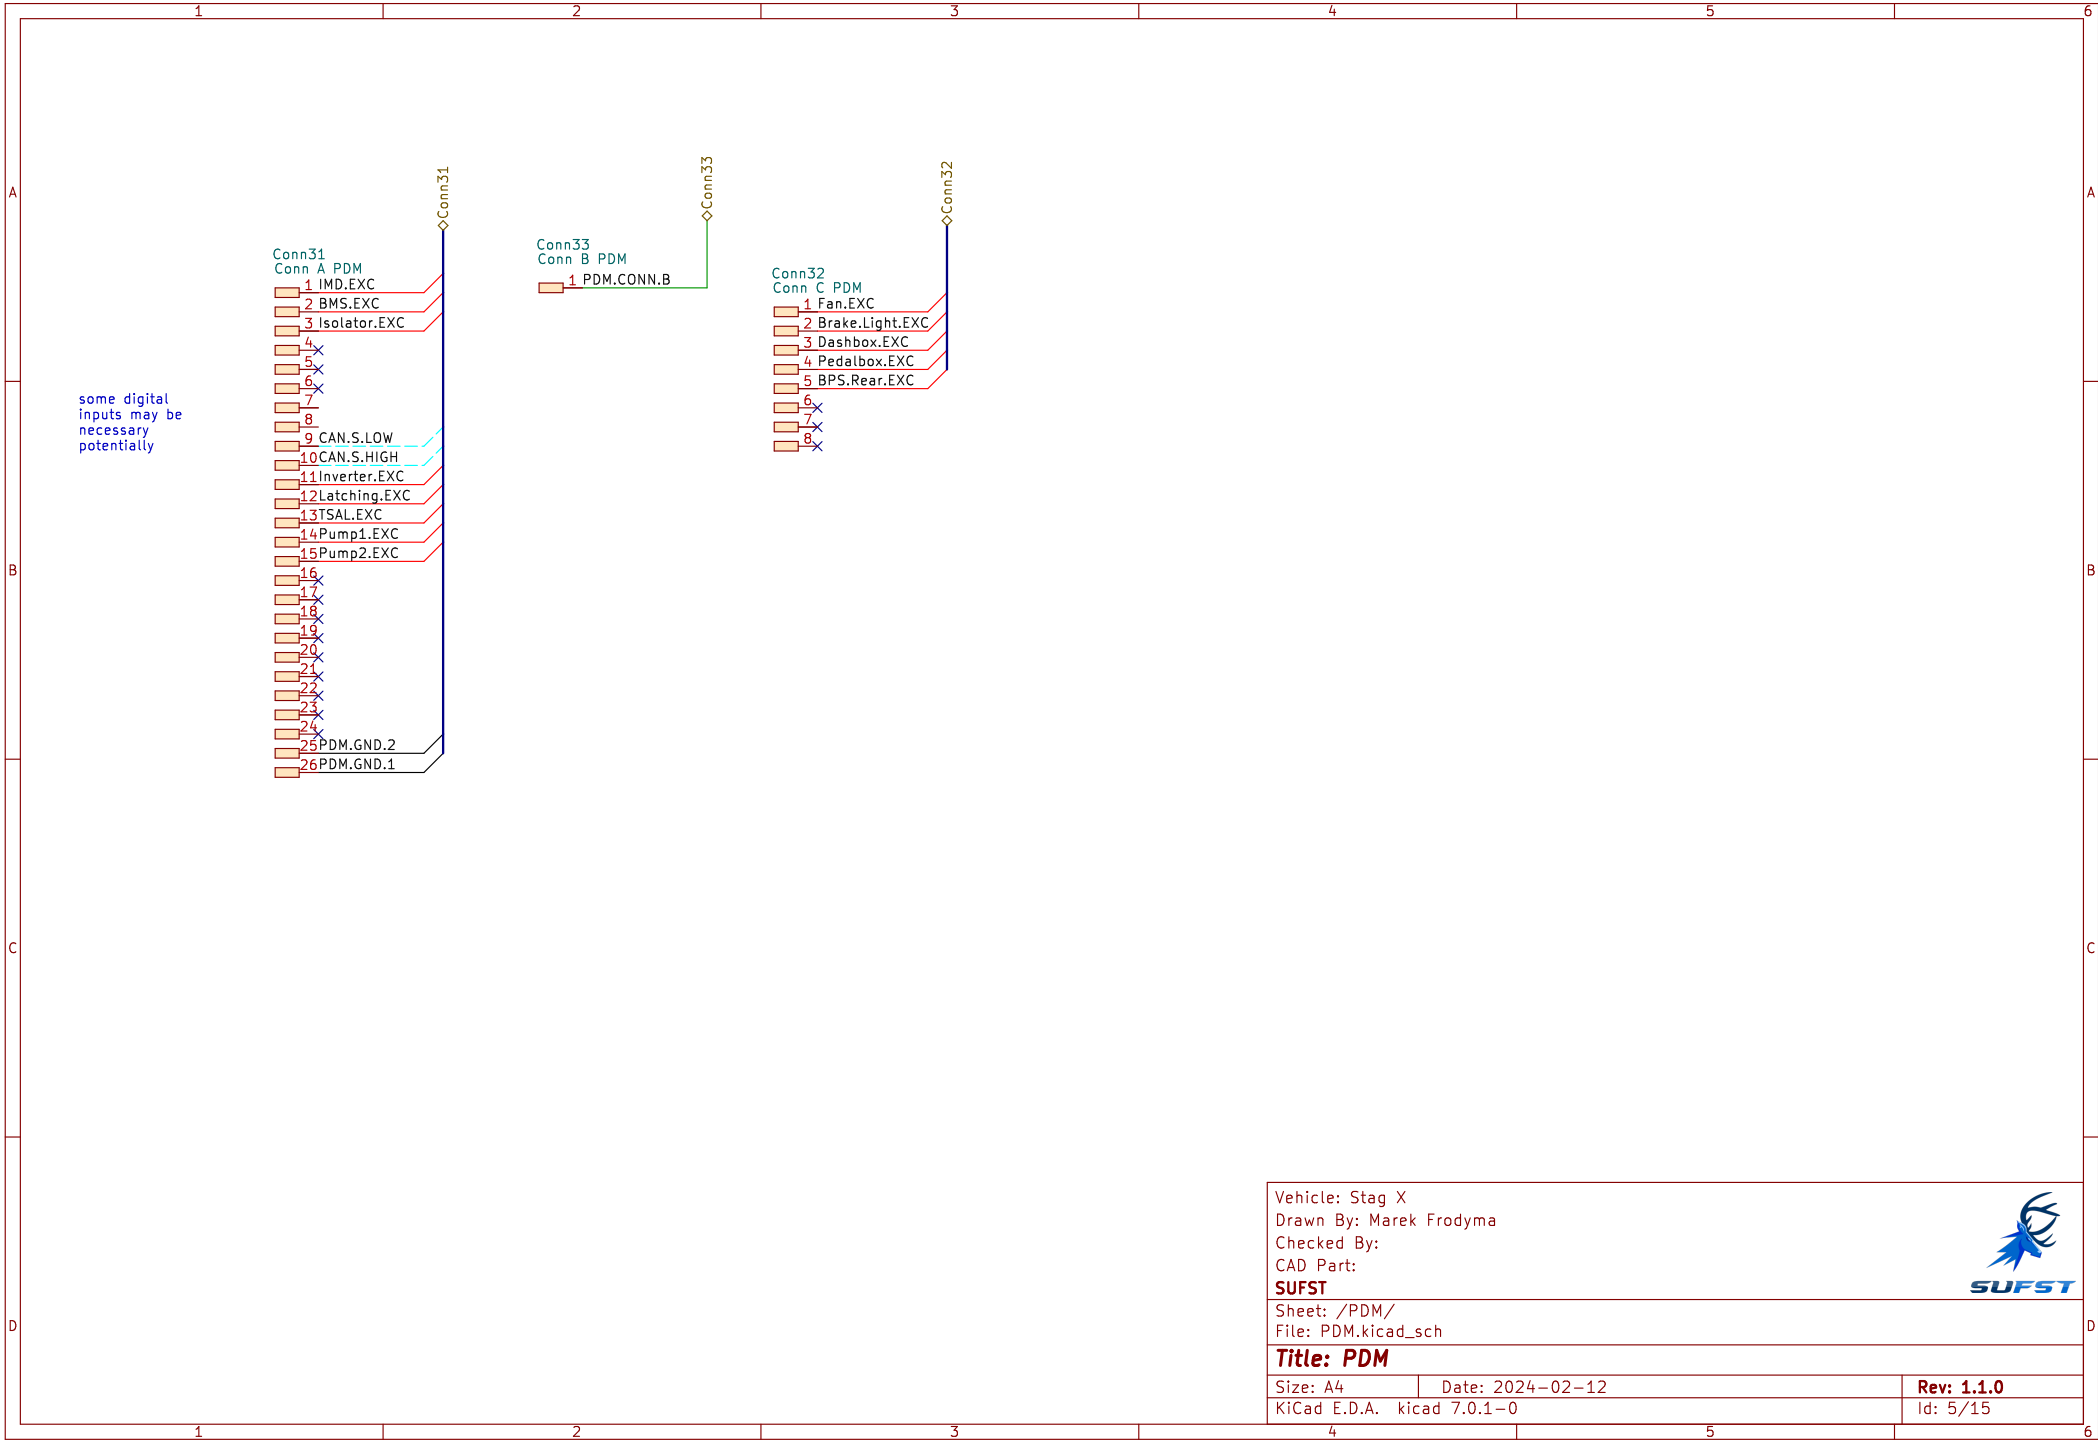 1 2 3 4 5 6
A A
B B
C C
D D
Conn31
Conn33
Conn32
Conn31
Conn A PDM
1 IMD.EXC
2 BMS.EXC
3 Isolator.EXC
4
5
6
7
8
9 CAN.S.LOW
10 CAN.S.HIGH
11 Inverter.EXC
12 Latching.EXC
13 TSAL.EXC
14 Pump1.EXC
15 Pump2.EXC
16
17
18
19
20
21
22
23
24
25 PDM.GND.2
26 PDM.GND.1
some digital
inputs may be
necessary
potentially
Conn33
Conn B PDM
1 PDM.CONN.B
Conn32
Conn C PDM
1 Fan.EXC
2 Brake.Light.EXC
3 Dashbox.EXC
4 Pedalbox.EXC
5 BPS.Rear.EXC
6
7
8
Vehicle: Stag X
Drawn By: Marek Frodyma
Checked By:
CAD Part:
SUFST
SUFST
Sheet: /PDM/
File: PDM.kicad_sch
Title: PDM
Size: A4 Date: 2024-02-12 Rev: 1.1.0
KiCad E.D.A. kicad 7.0.1-0 Id: 5/15
1 2 3 4 5 6